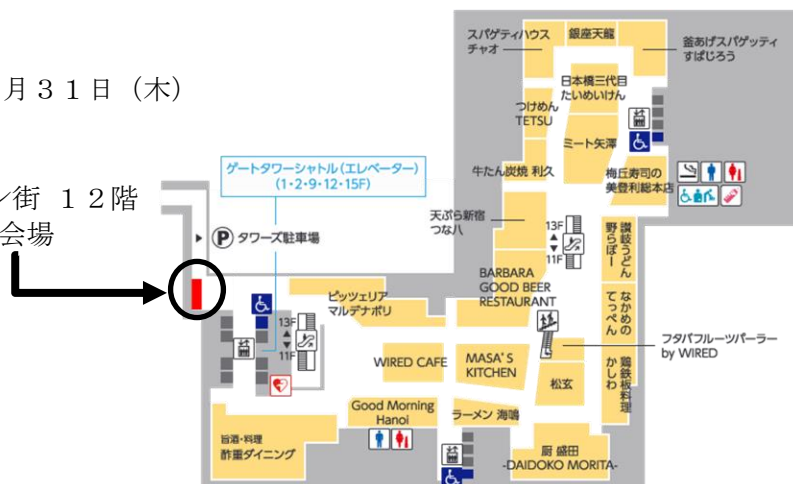 月３１日（木）
ン街 １２階
会場
スパゲティハウス
チャオ
銀座天龍
釜あげスパゲッティ
すぱじろう
日本橋三代目
たいめいけん
つけめん
TETSU
ミート矢澤
牛たん炭焼 利久
梅丘寿司の
美登利総本店
ゲートタワーシャトル(エレベーター)
(1・2・9・12・15F)
天ぷら新宿
つな八
13F
11F
讃岐うどん
野らぼー
P タワーズ駐車場
BARBARA
GOOD BEER
RESTAURANT
ピッツェリア
マルデナポリ
なかめの
てっぺん
13F
11F
フタバフルーツパーラー
by WIRED
WIRED CAFE
MASA'S
KITCHEN
松玄
鶏鉄板料理
かしわ
Good Morning
Hanoi
ラーメン 海鳴
旨酒・料理
酢重ダイニング
厨 盛田
-DAIDOKO MORITA-